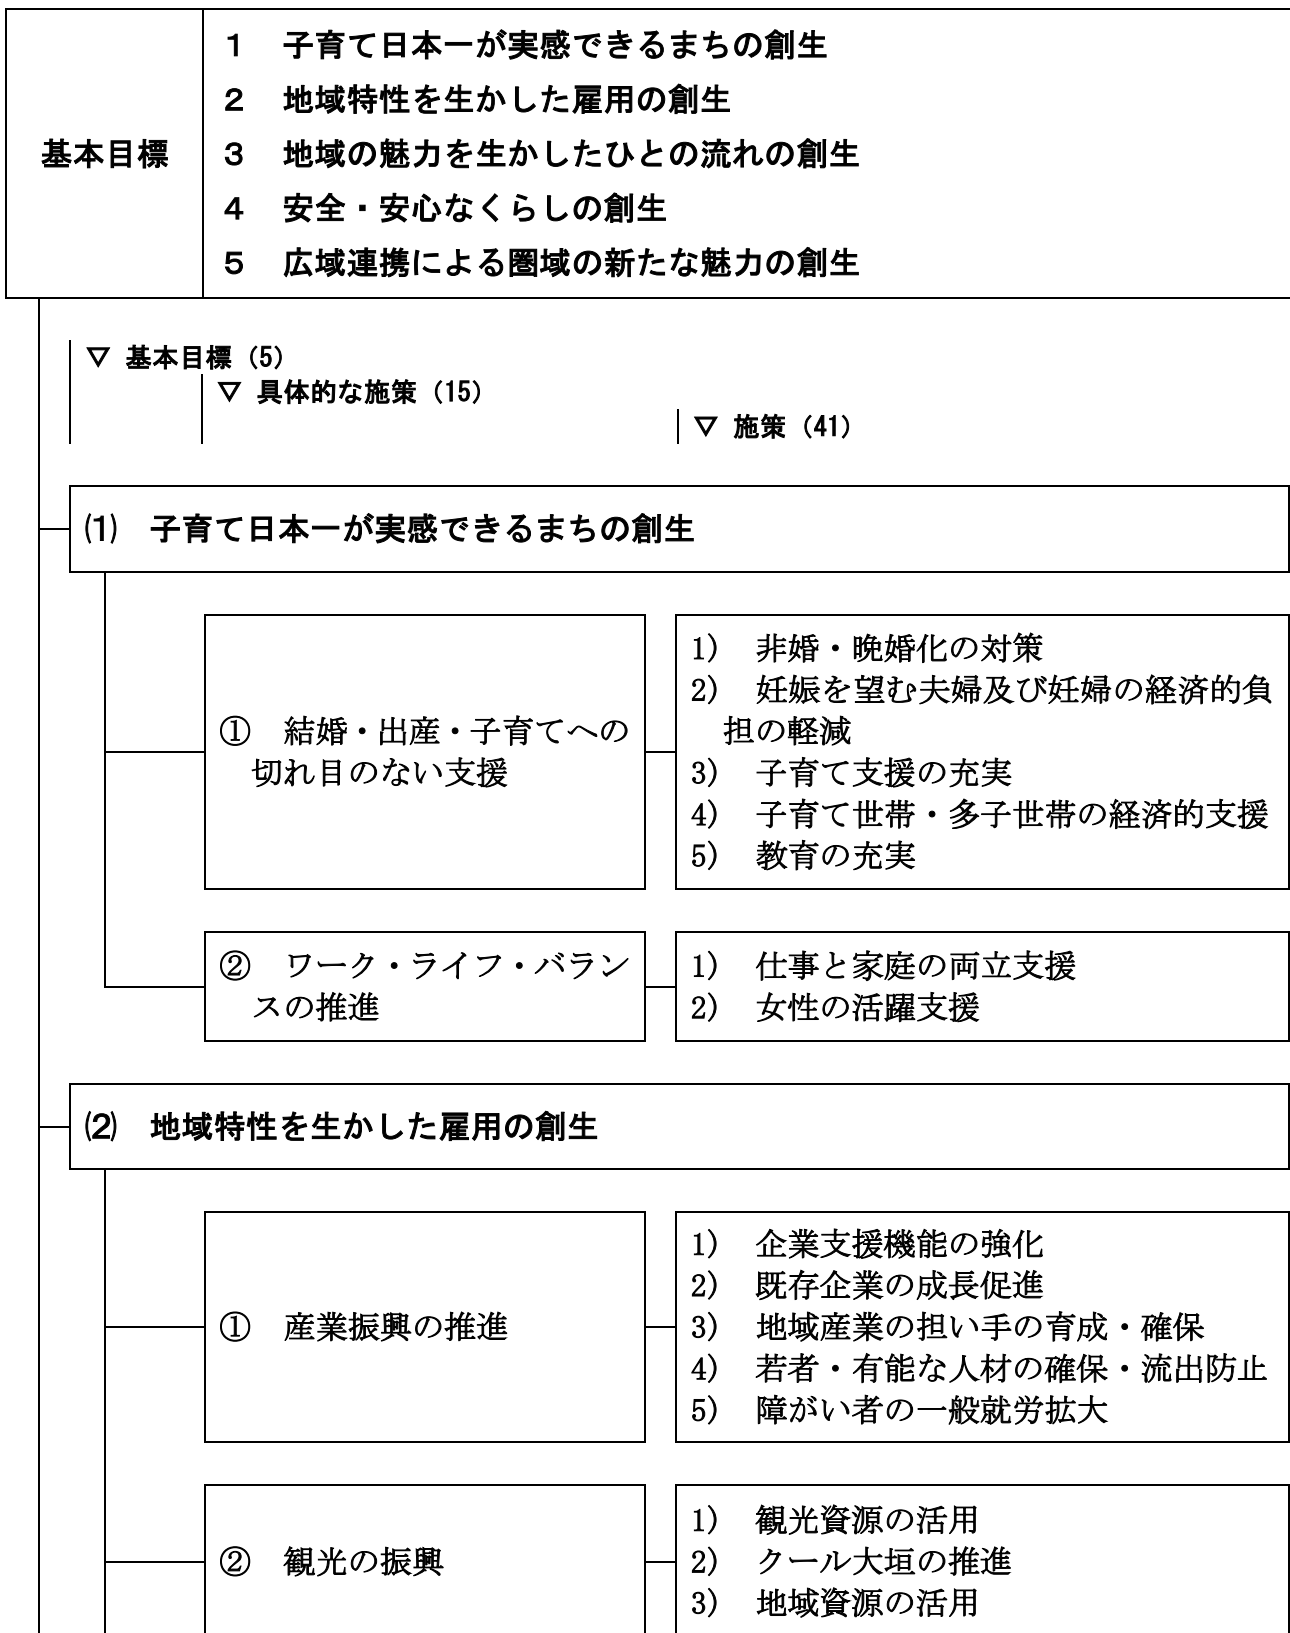 基本目標
１　子育て日本一が実感できるまちの創生
２　地域特性を生かした雇用の創生
３　地域の魅力を生かしたひとの流れの創生
４　安全・安心なくらしの創生
５　広域連携による圏域の新たな魅力の創生
▽ 基本目標（5）
▽ 具体的な施策（15）
▽ 施策（41）
⑴　子育て日本一が実感できるまちの創生
①　結婚・出産・子育てへの
切れ目のない支援
1)　非婚・晩婚化の対策
2)　妊娠を望む夫婦及び妊婦の経済的負
担の軽減
3)　子育て支援の充実
4)　子育て世帯・多子世帯の経済的支援
5)　教育の充実
②　ワーク・ライフ・バラン
スの推進
1)　仕事と家庭の両立支援
2)　女性の活躍支援
⑵　地域特性を生かした雇用の創生
①　産業振興の推進
1)　企業支援機能の強化
2)　既存企業の成長促進
3)　地域産業の担い手の育成・確保
4)　若者・有能な人材の確保・流出防止
5)　障がい者の一般就労拡大
②　観光の振興
1)　観光資源の活用
2)　クール大垣の推進
3)　地域資源の活用